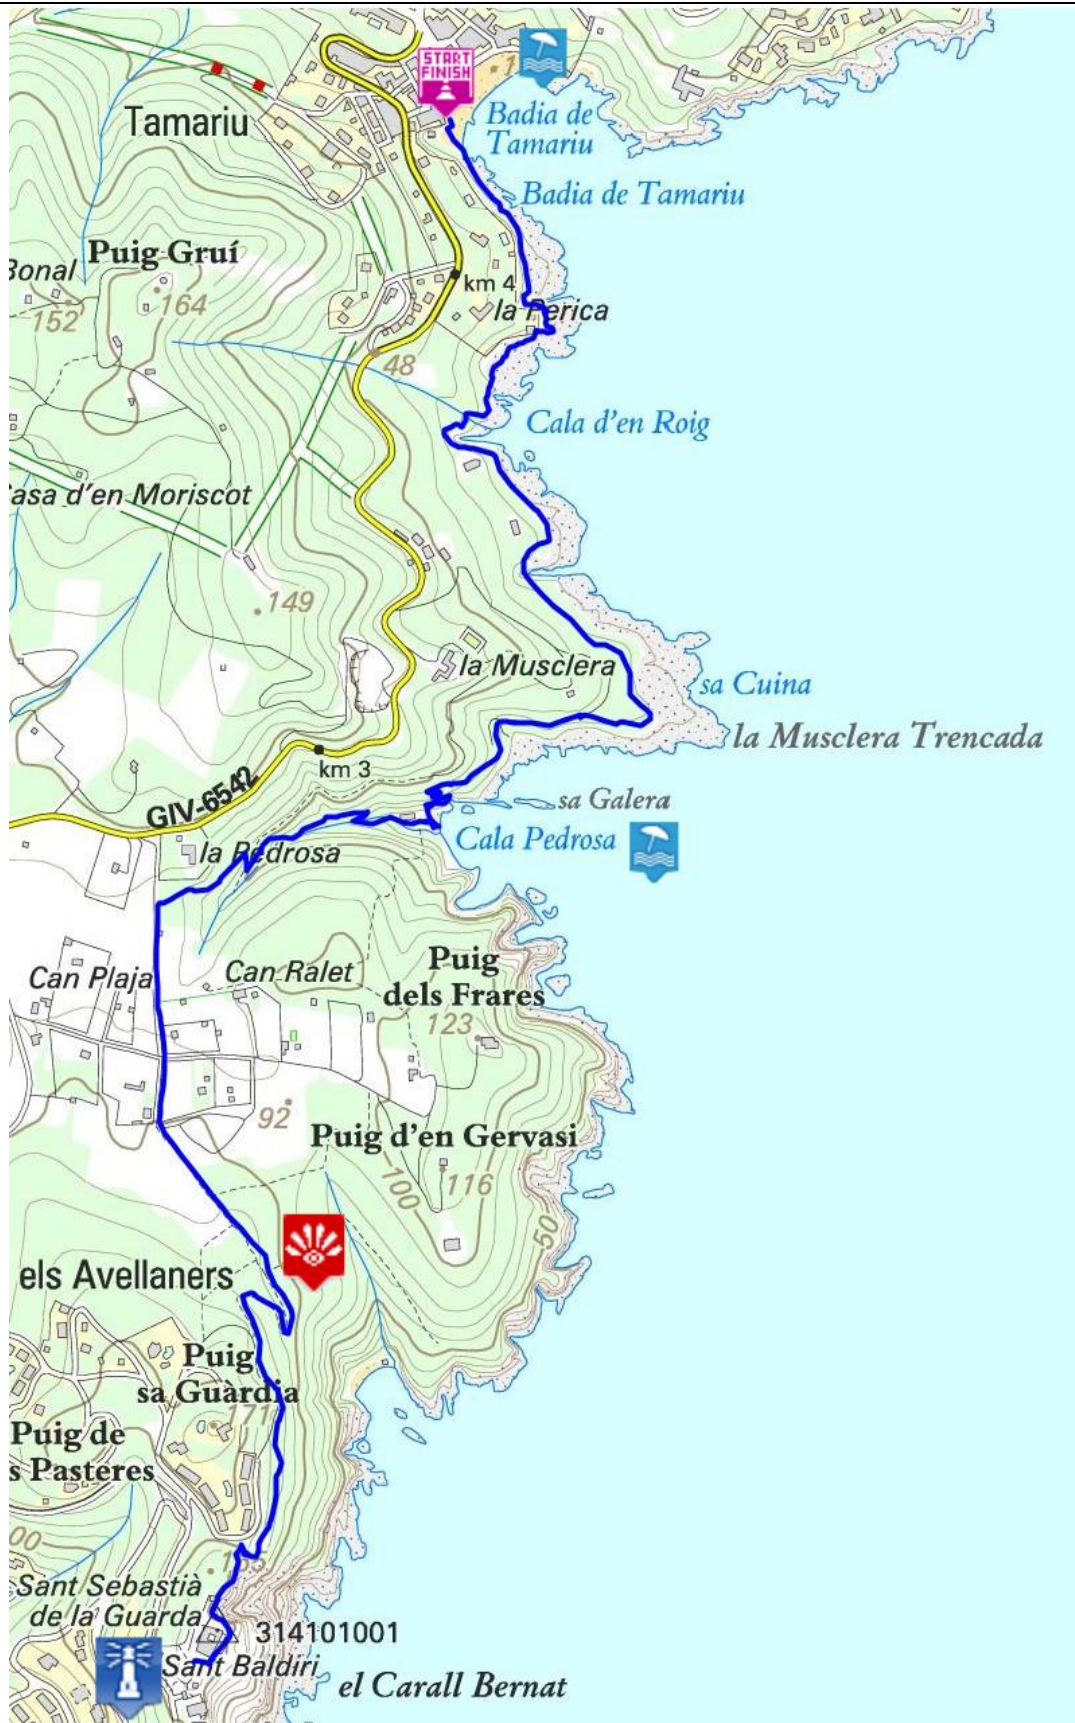 START
FINISH
Tamariu
Badia de
Tamariu
Badia de Tamariu
Puig Gruí
Bonal
km 4
164
152
la Perica
48
Cala d'en Roig
asa d'en Moriscot
149
la Musclera
sa Cuina
la Musclera Trencada
km 3
GIV-6542
sa Galera
Cala Pedrosa
la Pedrosa
Puig
dels Frares
Can Plaja
Can Ralet
123
92
Puig d'en Gervasi
100
116
50
els Avellaners
Puig
sa Guàrdia
171
Puig de
s Pasteres
00
165
Sant Sebastià
de la Guarda
314101001
Sant Baldiri
el Carall Bernat